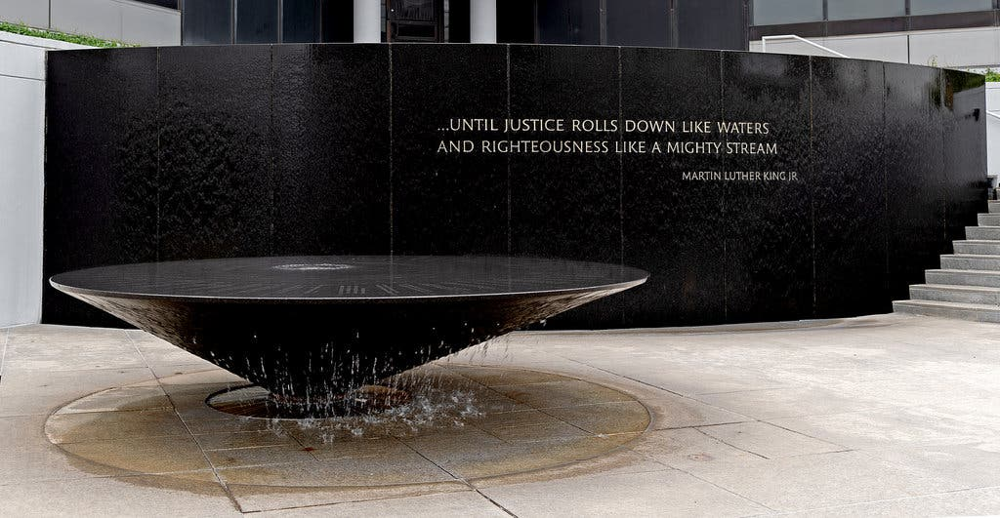 ...UNTIL JUSTICE ROLLS DOWN LIKE WATERS
AND RIGHTEOUSNESS LIKE A MIGHTY STREAM
MARTIN LUTHER KING JR